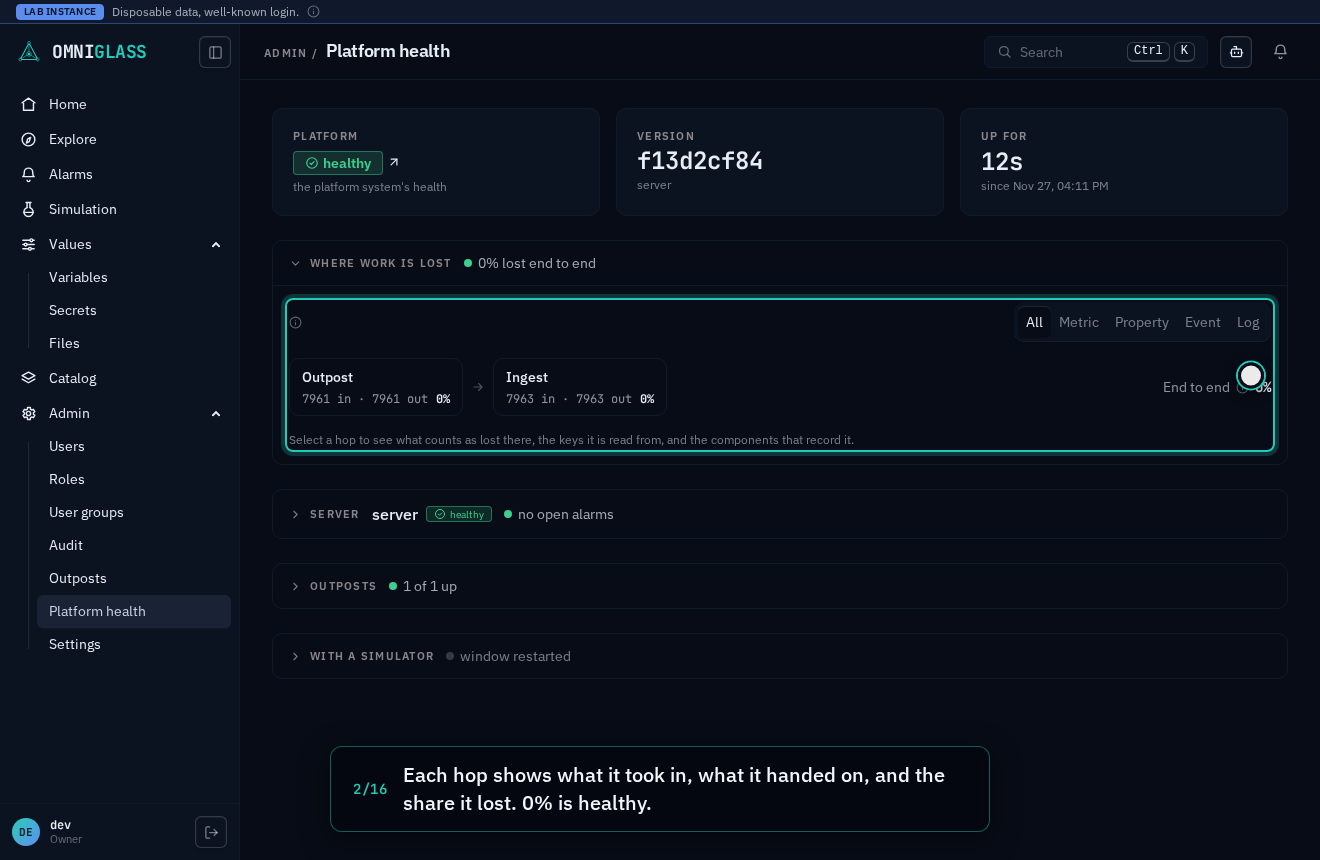 LAB INSTANCE Disposable data, well-known login.
OMNIGLASS
ADMIN / Platform health
Search Ctrl K
Home
Explore
Alarms
Simulation
Values
Variables
Secrets
Files
Catalog
Admin
Users
Roles
User groups
Audit
Outposts
Platform health
Settings
DE dev
Owner
PLATFORM
healthy
the platform system's health
VERSION
f13d2cf84
server
UP FOR
12s
since Nov 27, 04:11 PM
WHERE WORK IS LOST 0% lost end to end
All Metric Property Event Log
Outpost
7961 in · 7961 out 0%
Ingest
7963 in · 7963 out 0%
End to end
Select a hop to see what counts as lost there, the keys it is read from, and the components that record it.
SERVER server healthy no open alarms
OUTPOSTS 1 of 1 up
WITH A SIMULATOR window restarted
2/16 Each hop shows what it took in, what it handed on, and the
share it lost. 0% is healthy.